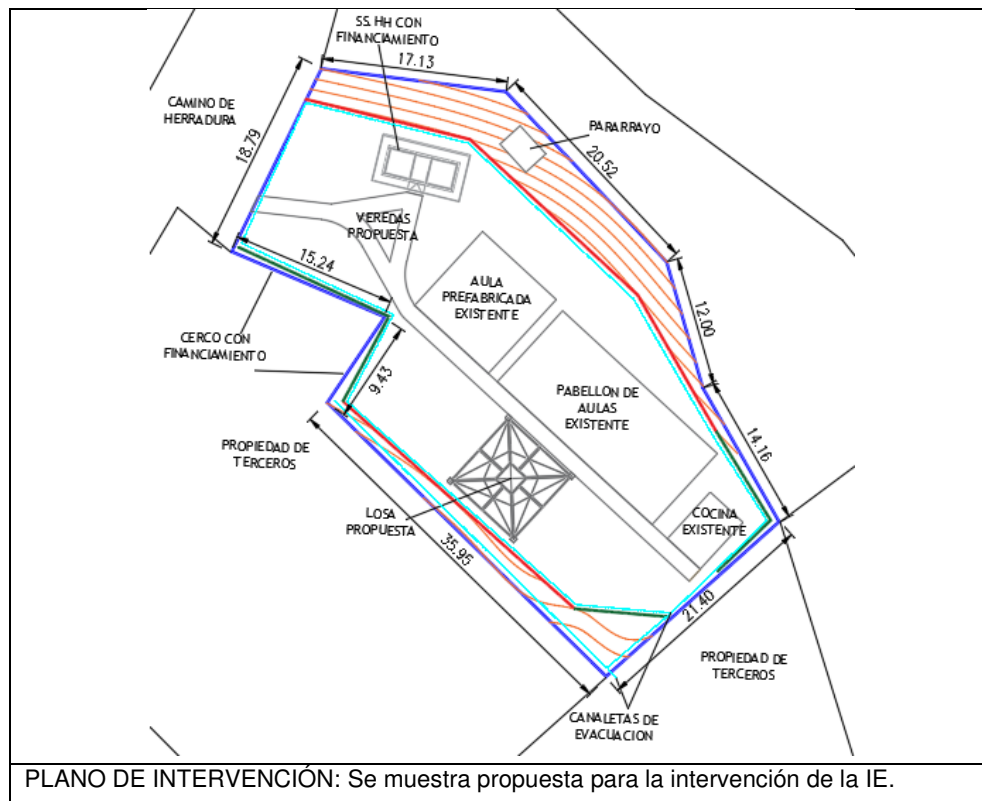 SS. HH CON
FINANCIAMIENTO
17.13
CAMINO DE
HERRADURA
PARARRAYO
18.79
20.52
VEREDAS
PROPUESTA
15.24
AULA
PREFABRICADA
EXISTENTE
12.00
CERCO CON
FINANCIAMIENTO
9.43
PABELLON DE
AULAS
EXISTENTE
14.16
PROPIEDAD DE
TERCEROS
LOSA
PROPUESTA
COCINA
EXISTENTE
35.95
21.40
PROPIEDAD DE
TERCEROS
CANALETAS DE
EVACUACION
PLANO DE INTERVENCIÓN: Se muestra propuesta para la intervención de la IE.